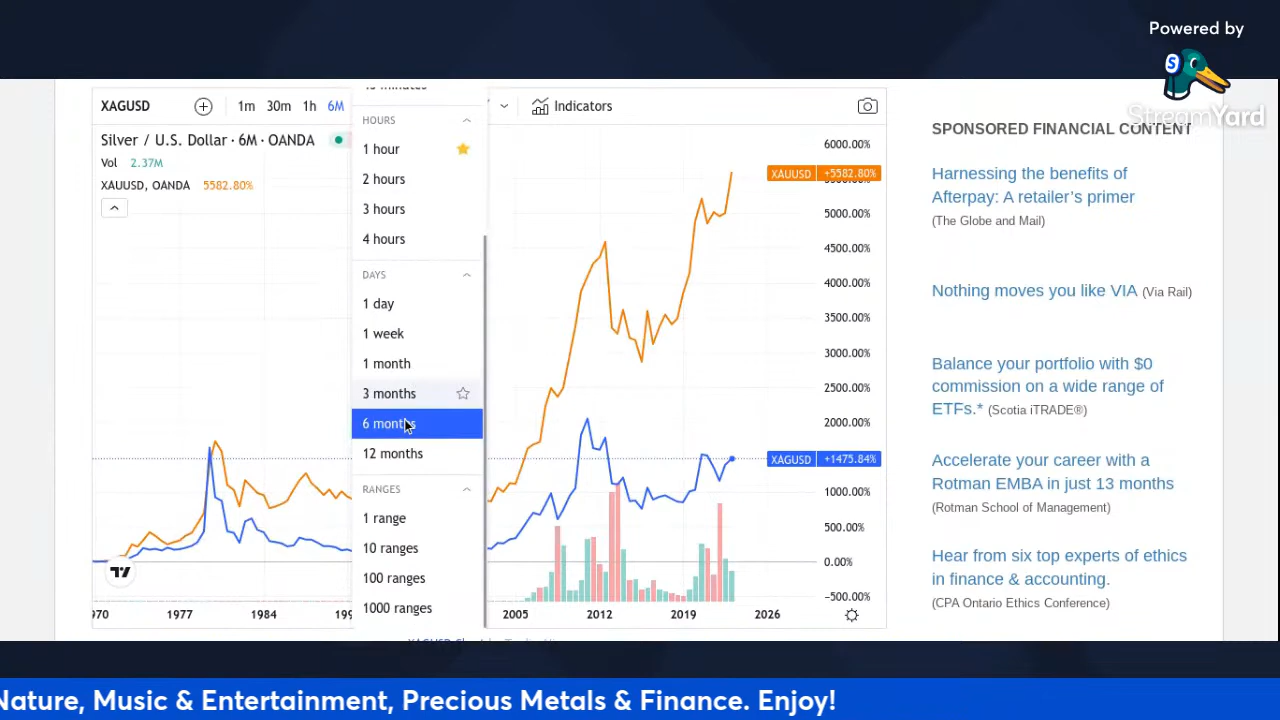 Powered by
StreamYard
XAGUSD
1m 30m 1h 6M
Indicators
Silver / U.S. Dollar · 6M · OANDA
Vol 2.37M
XAUUSD, OANDA 5582.80%
HOURS
1 hour
2 hours
3 hours
4 hours
DAYS
1 day
1 week
1 month
3 months
6 months
12 months
RANGES
1 range
10 ranges
100 ranges
1000 ranges
6000.00%
XAUUSD +5582.80%
5000.00%
4500.00%
4000.00%
3500.00%
3000.00%
2500.00%
2000.00%
XAGUSD +1475.84%
1000.00%
500.00%
0.00%
−500.00%
1977 1984
2005 2012 2019 2026
SPONSORED FINANCIAL CONTENT
Harnessing the benefits of
Afterpay: A retailer’s primer
(The Globe and Mail)
Nothing moves you like VIA (Via Rail)
Balance your portfolio with $0
commission on a wide range of
ETFs.* (Scotia iTRADE®)
Accelerate your career with a
Rotman EMBA in just 13 months
(Rotman School of Management)
Hear from six top experts of ethics
in finance & accounting.
(CPA Ontario Ethics Conference)
Nature, Music & Entertainment, Precious Metals & Finance. Enjoy!